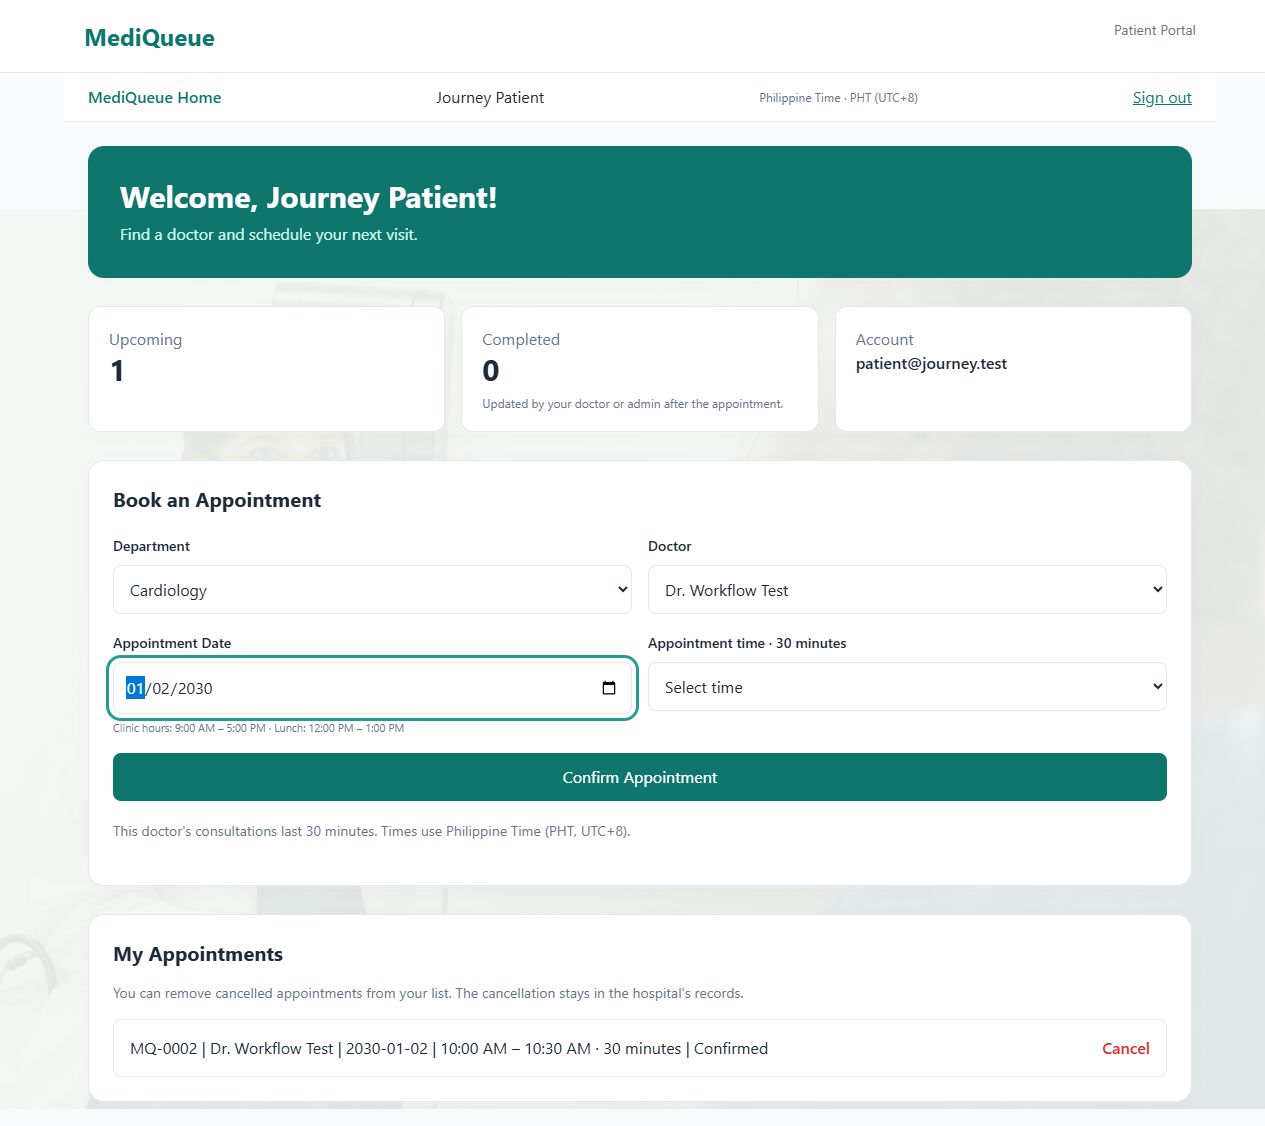 MediQueue
Patient Portal
MediQueue Home
Journey Patient
Philippine Time · PHT (UTC+8)
Sign out
Welcome, Journey Patient!
Find a doctor and schedule your next visit.
Upcoming
1
Completed
0
Updated by your doctor or admin after the appointment.
Account
patient@journey.test
Book an Appointment
Department
Cardiology
Doctor
Dr. Workflow Test
Appointment Date
01/02/2030
Clinic hours: 9:00 AM – 5:00 PM · Lunch: 12:00 PM – 1:00 PM
Appointment time · 30 minutes
Select time
Confirm Appointment
This doctor's consultations last 30 minutes. Times use Philippine Time (PHT, UTC+8).
My Appointments
You can remove cancelled appointments from your list. The cancellation stays in the hospital's records.
MQ-0002 | Dr. Workflow Test | 2030-01-02 | 10:00 AM – 10:30 AM · 30 minutes | Confirmed
Cancel